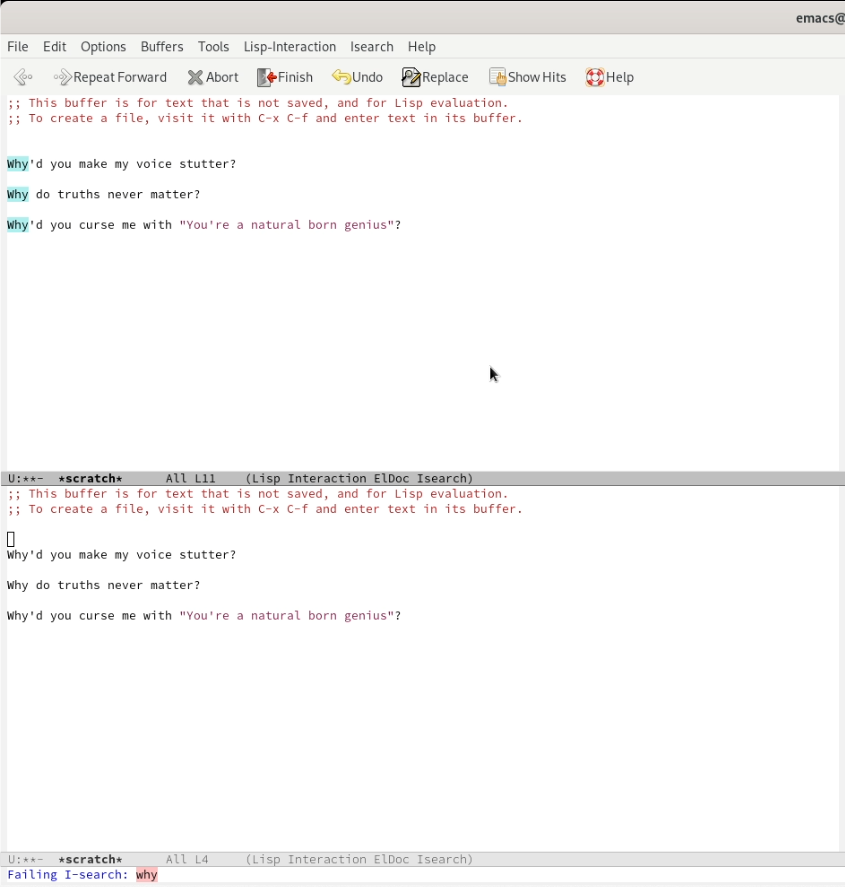 emacs@
File Edit Options Buffers Tools Lisp-Interaction Isearch Help
Repeat Forward Abort Finish Undo Replace Show Hits Help
;; This buffer is for text that is not saved, and for Lisp evaluation.
;; To create a file, visit it with C-x C-f and enter text in its buffer.
Why'd you make my voice stutter?
Why do truths never matter?
Why'd you curse me with "You're a natural born genius"?
U:**-  *scratch*      All L11    (Lisp Interaction ElDoc Isearch)
;; This buffer is for text that is not saved, and for Lisp evaluation.
;; To create a file, visit it with C-x C-f and enter text in its buffer.
Why'd you make my voice stutter?
Why do truths never matter?
Why'd you curse me with "You're a natural born genius"?
U:**-  *scratch*      All L4     (Lisp Interaction ElDoc Isearch)
Failing I-search: why